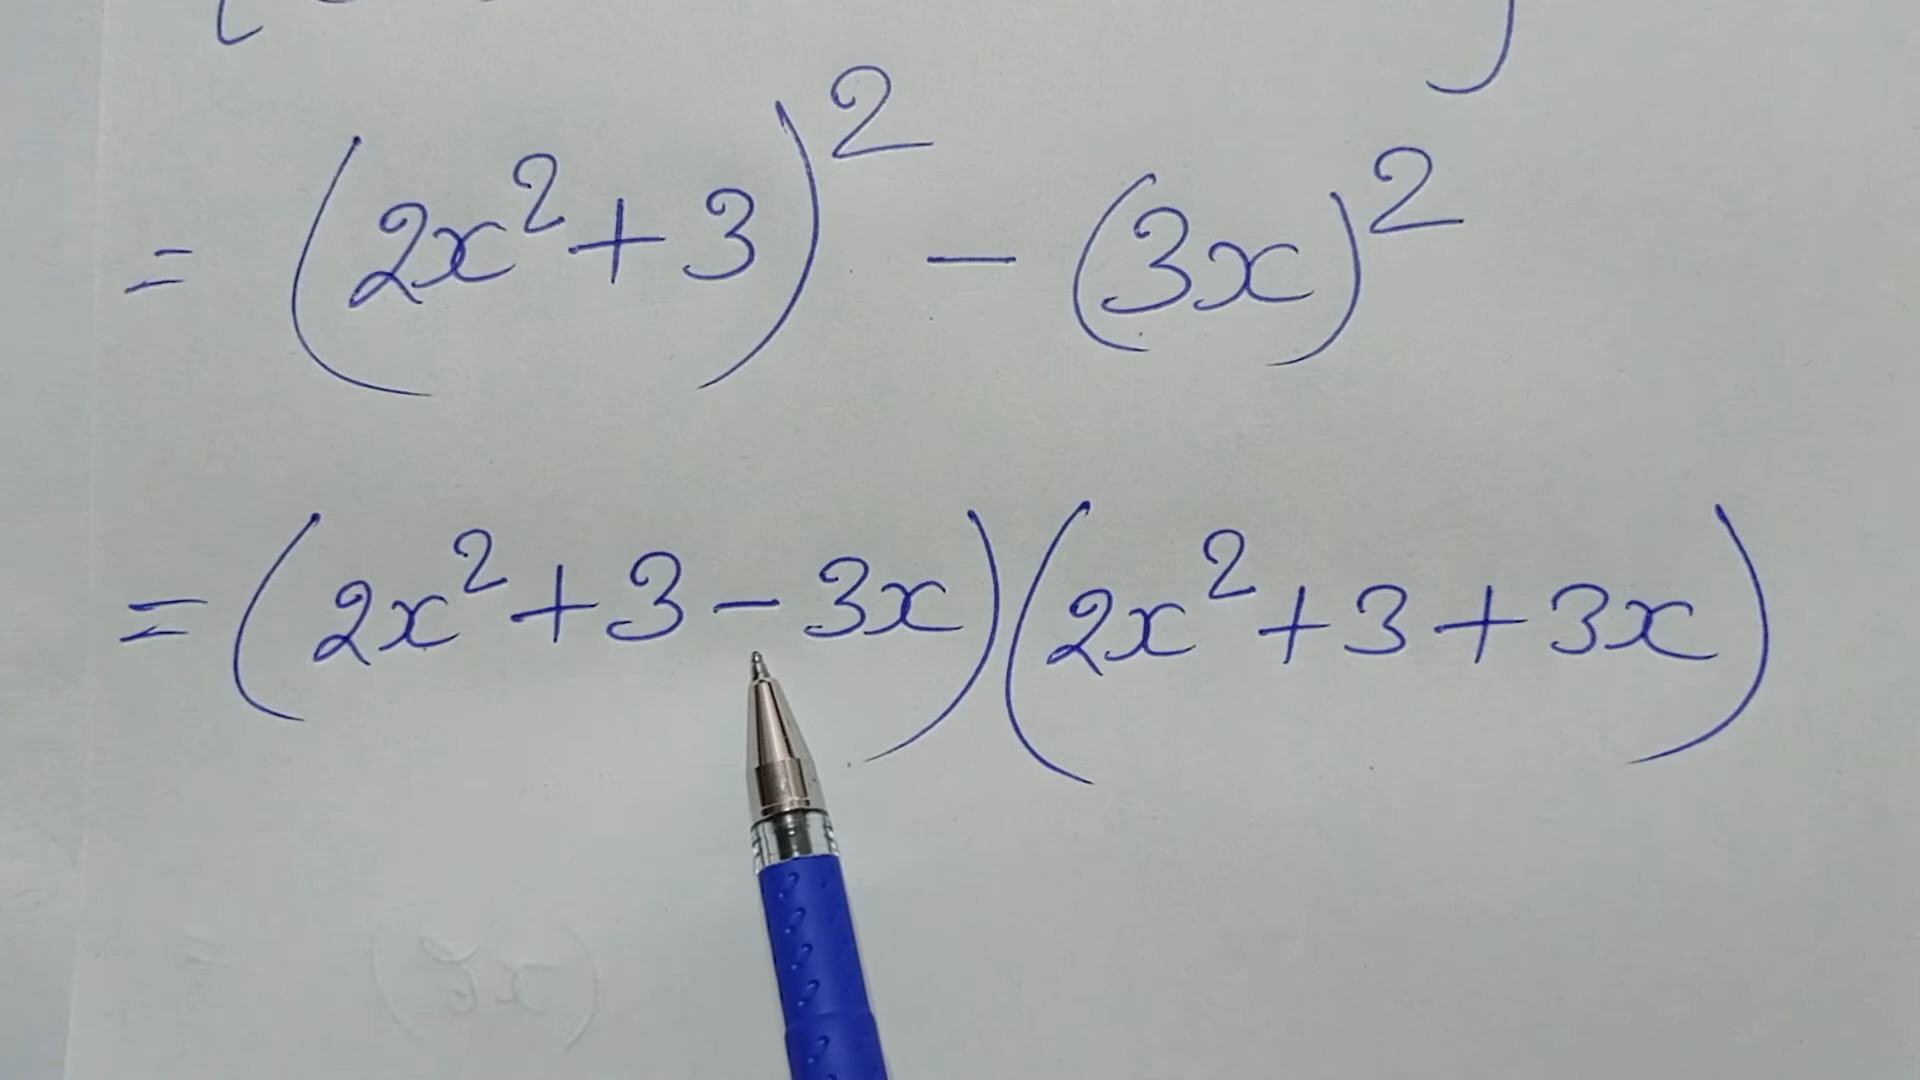 = (2x² + 3)² - (3x)²
= (2x² + 3 - 3x)(2x² + 3 + 3x)